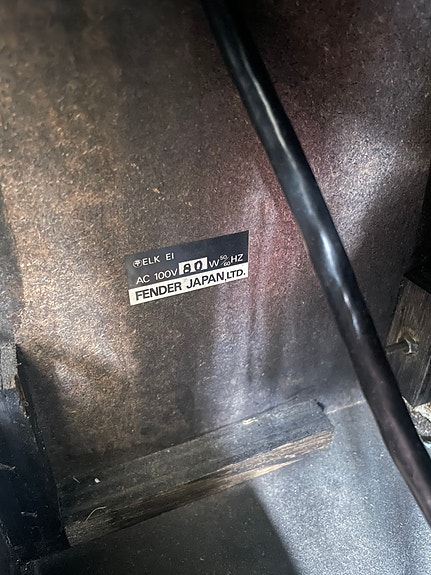 ELK EI
AC 100V 80 W 50/60 HZ
FENDER JAPAN, LTD.